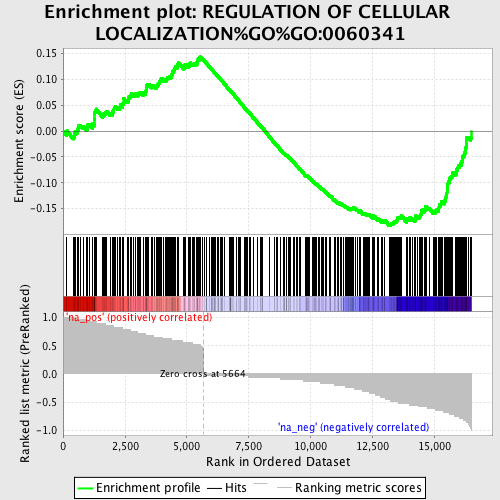 Enrichment plot: REGULATION OF CELLULAR
LOCALIZATION%GO%GO:0060341
Enrichment score (ES)
0.15
0.10
0.05
0.00
-0.05
-0.10
-0.15
Ranked list metric (PreRanked)
1.0
0.5
0.0
-0.5
-1.0
'na_pos' (positively correlated)
Zero cross at 5664
'na_neg' (negatively correlated)
0
2,500
5,000
7,500
10,000
12,500
15,000
Rank in Ordered Dataset
Enrichment profile
Hits
Ranking metric scores